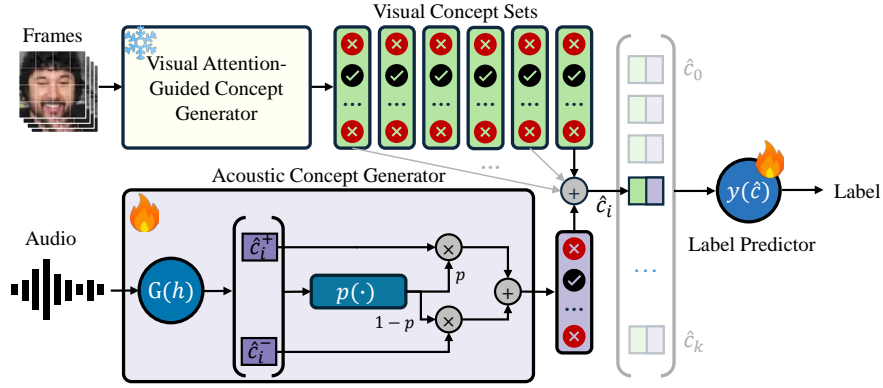 Visual Concept Sets
Frames
Visual Attention-
Guided Concept
Generator
...
...
...
...
...
...
...
ĉ₀
+
ĉᵢ
y(ĉ)
Label
Label Predictor
...
ĉₖ
Acoustic Concept Generator
Audio
G(h)
ĉᵢ⁺
p(·)
ĉᵢ⁻
×
p
1 − p
×
+
...